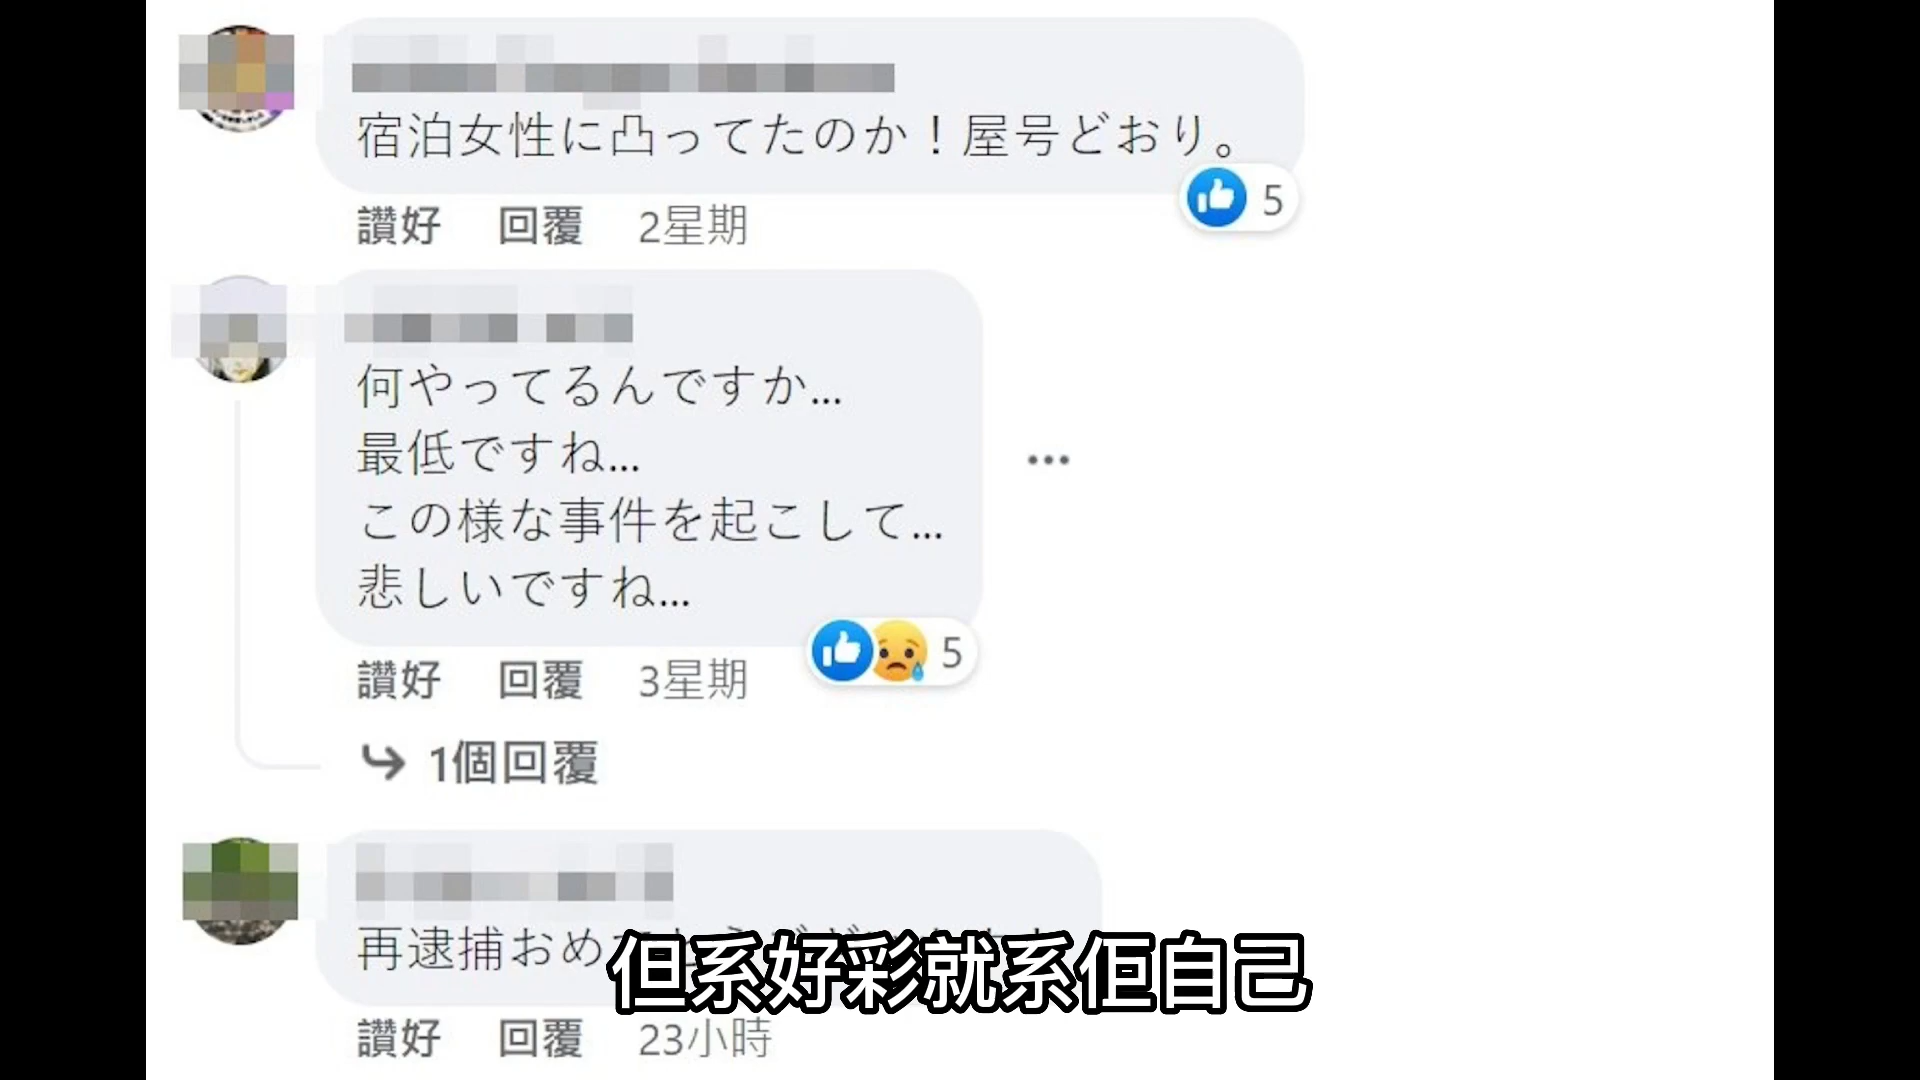 宿泊女性に凸ってたのか！屋号どおり。
5
讚好 回覆 2星期
何やってるんですか...
最低ですね...
この様な事件を起こして...
悲しいですね...
5
讚好 回覆 3星期
1個回覆
再逮捕おめ
但系好彩就系佢自己
讚好 回覆 23小時